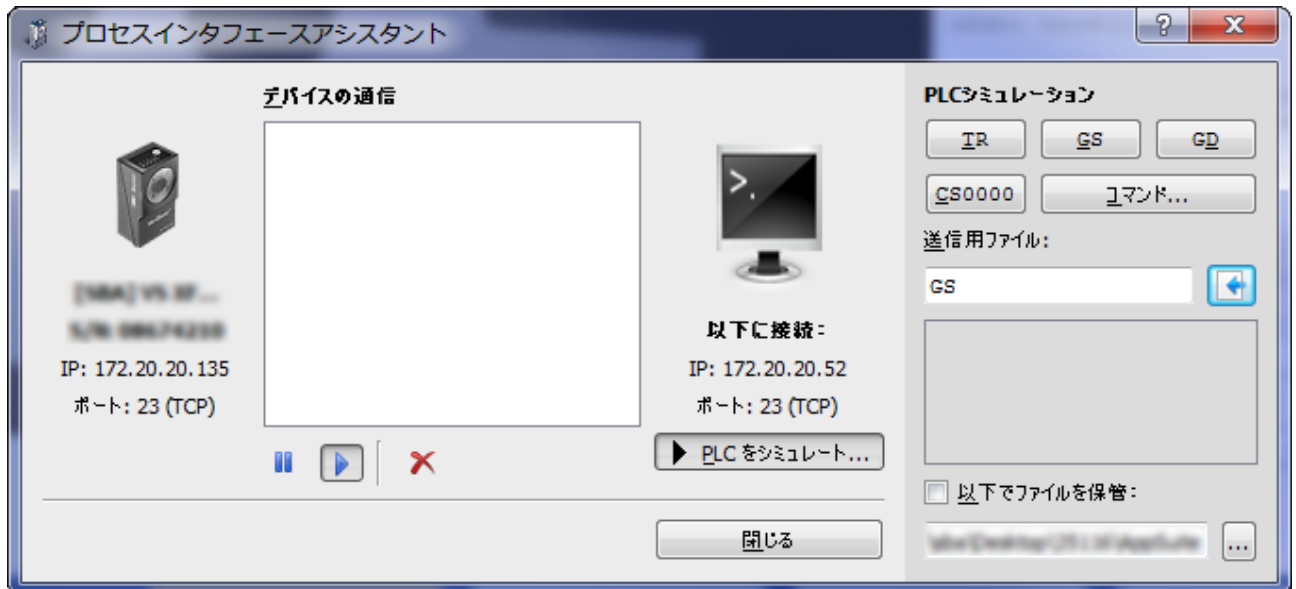 プロセスインタフェースアシスタント
デバイスの通信
IP: 172.20.20.135
ポート: 23 (TCP)
>.
以下に接続:
IP: 172.20.20.52
ポート: 23 (TCP)
PLC をシミュレート...
閉じる
PLCシミュレーション
TR GS GD
CS0000 コマンド...
送信用ファイル:
GS
以下でファイルを保管:
...